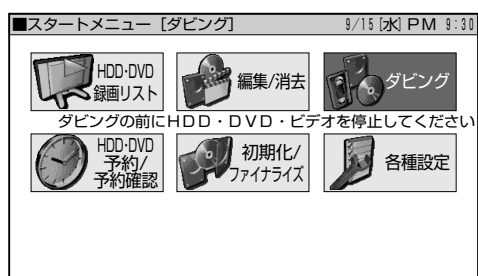 ■スタートメニュー [ダビング] 9/15[水] PM 9:30
HDD･DVD
録画リスト
編集/消去
ダビング
ダビングの前にＨＤＤ・ＤＶＤ・ビデオを停止してください
HDD･DVD
予約/
予約確認
初期化/
ファイナライズ
各種設定